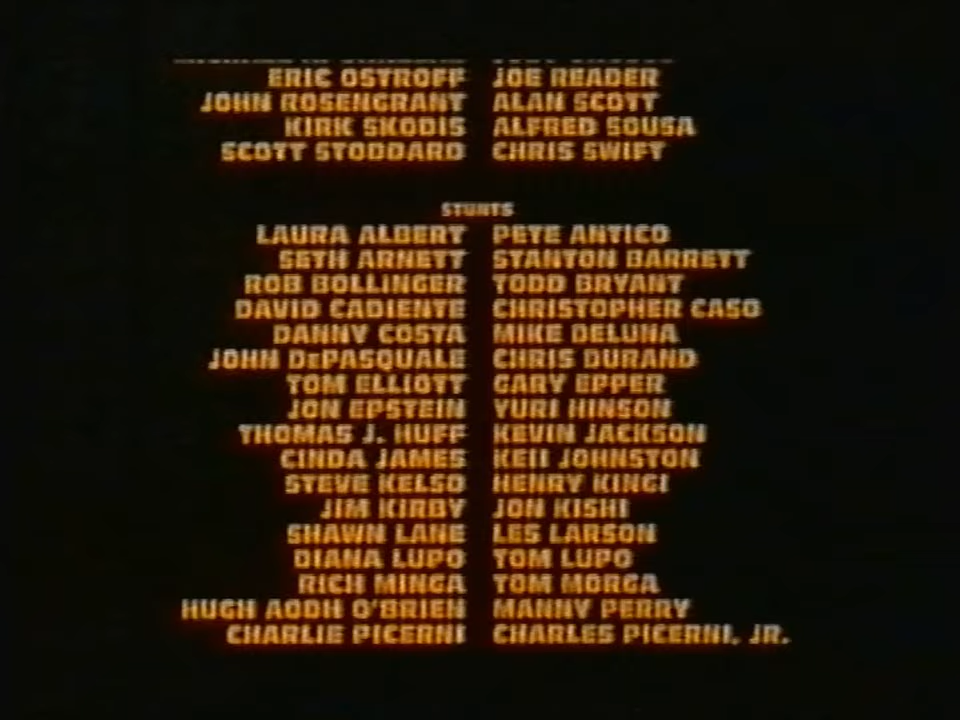 ERIC OSTROFF JOE READER
JOHN ROSENGRANT ALAN SCOTT
KIRK SKODIS ALFRED SOUSA
SCOTT STODDARD CHRIS SWIFT
STUNTS
LAURA ALBERT PETE ANTICO
SETH ARNETT STANTON BARRETT
ROB BOLLINGER TODD BRYANT
DAVID CADIENTE CHRISTOPHER CASO
DANNY COSTA MIKE DELUNA
JOHN DePASQUALE CHRIS DURAND
TOM ELLIOTT GARY EPPER
JON EPSTEIN YURI HINSON
THOMAS J. HUFF KEVIN JACKSON
CINDA JAMES KEII JOHNSTON
STEVE KELSO HENRY KINGI
JIM KIRBY JON KISHI
SHAWN LANE LES LARSON
DIANA LUPO TOM LUPO
RICH MINGA TOM MORGA
HUGH AODH O'BRIEN MANNY PERRY
CHARLIE PICERNI CHARLES PICERNI, JR.